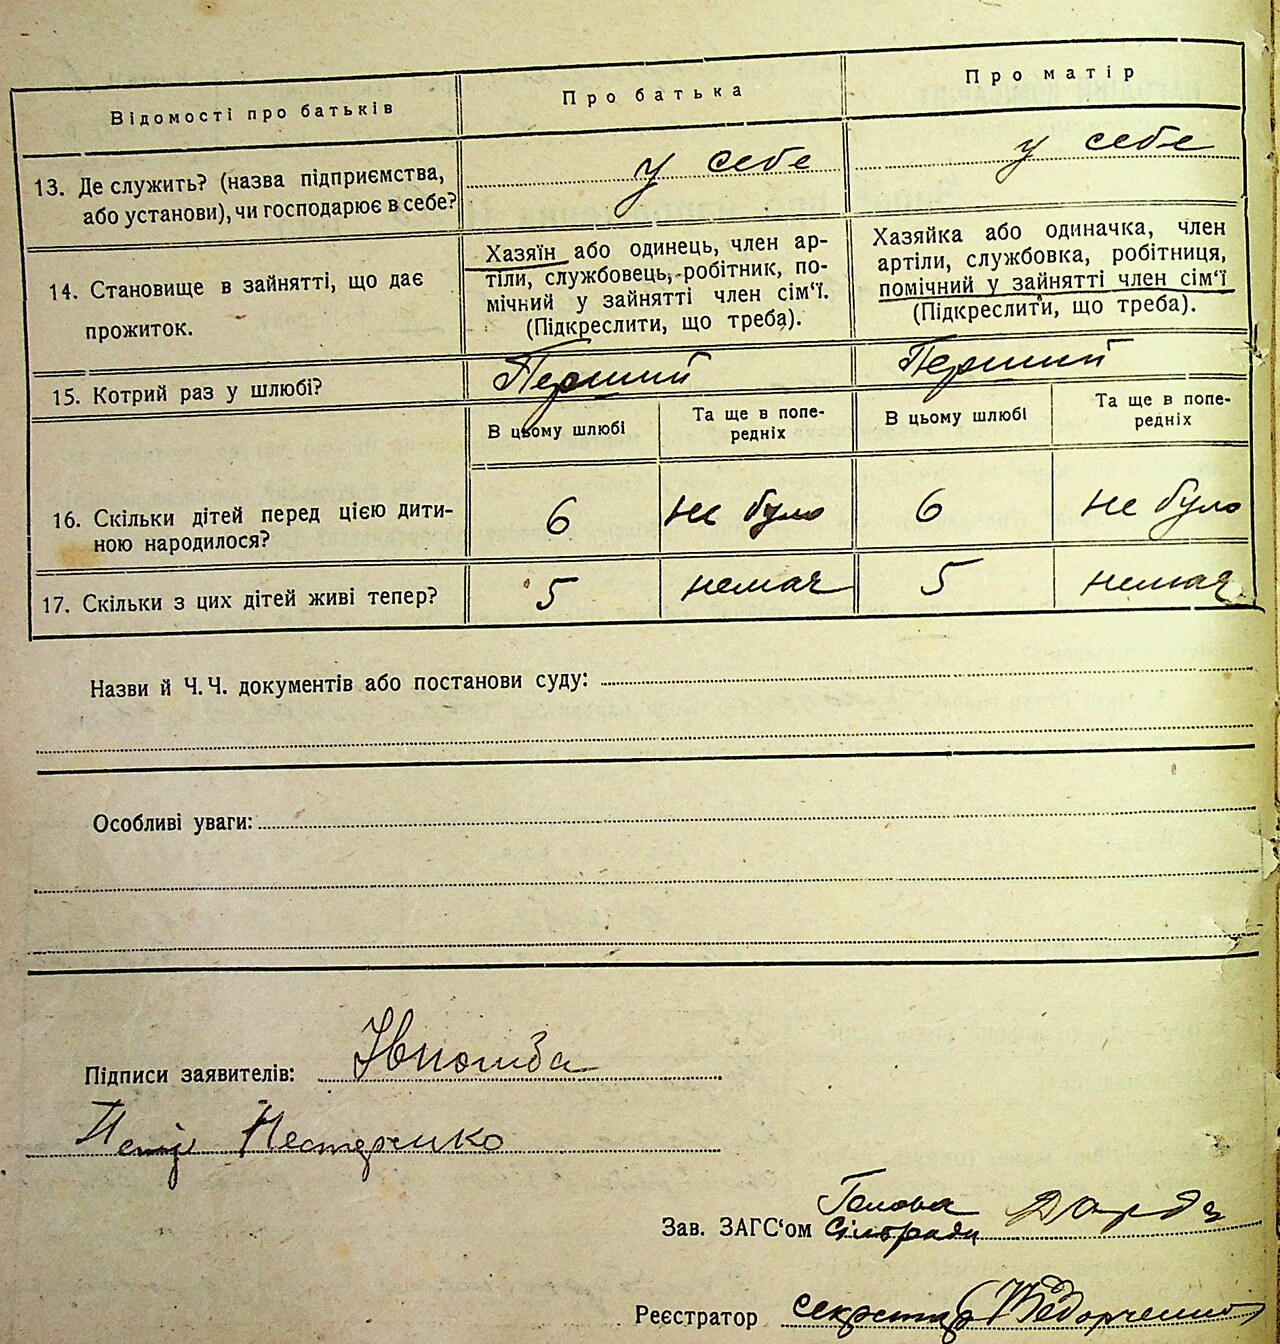 Відомості про батьків
Про батька
Про матір
13. Де служить? (назва підприємства,
або установи), чи господарює в себе?
у себе
у себе
14. Становище в зайнятті, що дає
прожиток.
Хазяїн або одинець, член ар-
тіли, службовець, робітник, по-
мічний у зайнятті член сім‘ї.
(Підкреслити, що треба).
Хазяйка або одиначка, член
артіли, службовка, робітниця,
помічний у зайнятті член сім‘ї
(Підкреслити, що треба).
15. Котрий раз у шлюбі?
Перший
Перший
В цьому шлюбі
Та ще в попе-
редніх
В цьому шлюбі
Та ще в попе-
редніх
16. Скільки дітей перед цією дити-
ною народилося?
6
не було
6
не було
17. Скільки з цих дітей живі тепер?
5
немає
5
немає
Назви й Ч. Ч. документів або постанови суду:
Особливі уваги:
Підписи заявителів:
Нестеренко
Голова
Зав. ЗАГС‘ом Сільради
Реєстратор секретар Федорченко